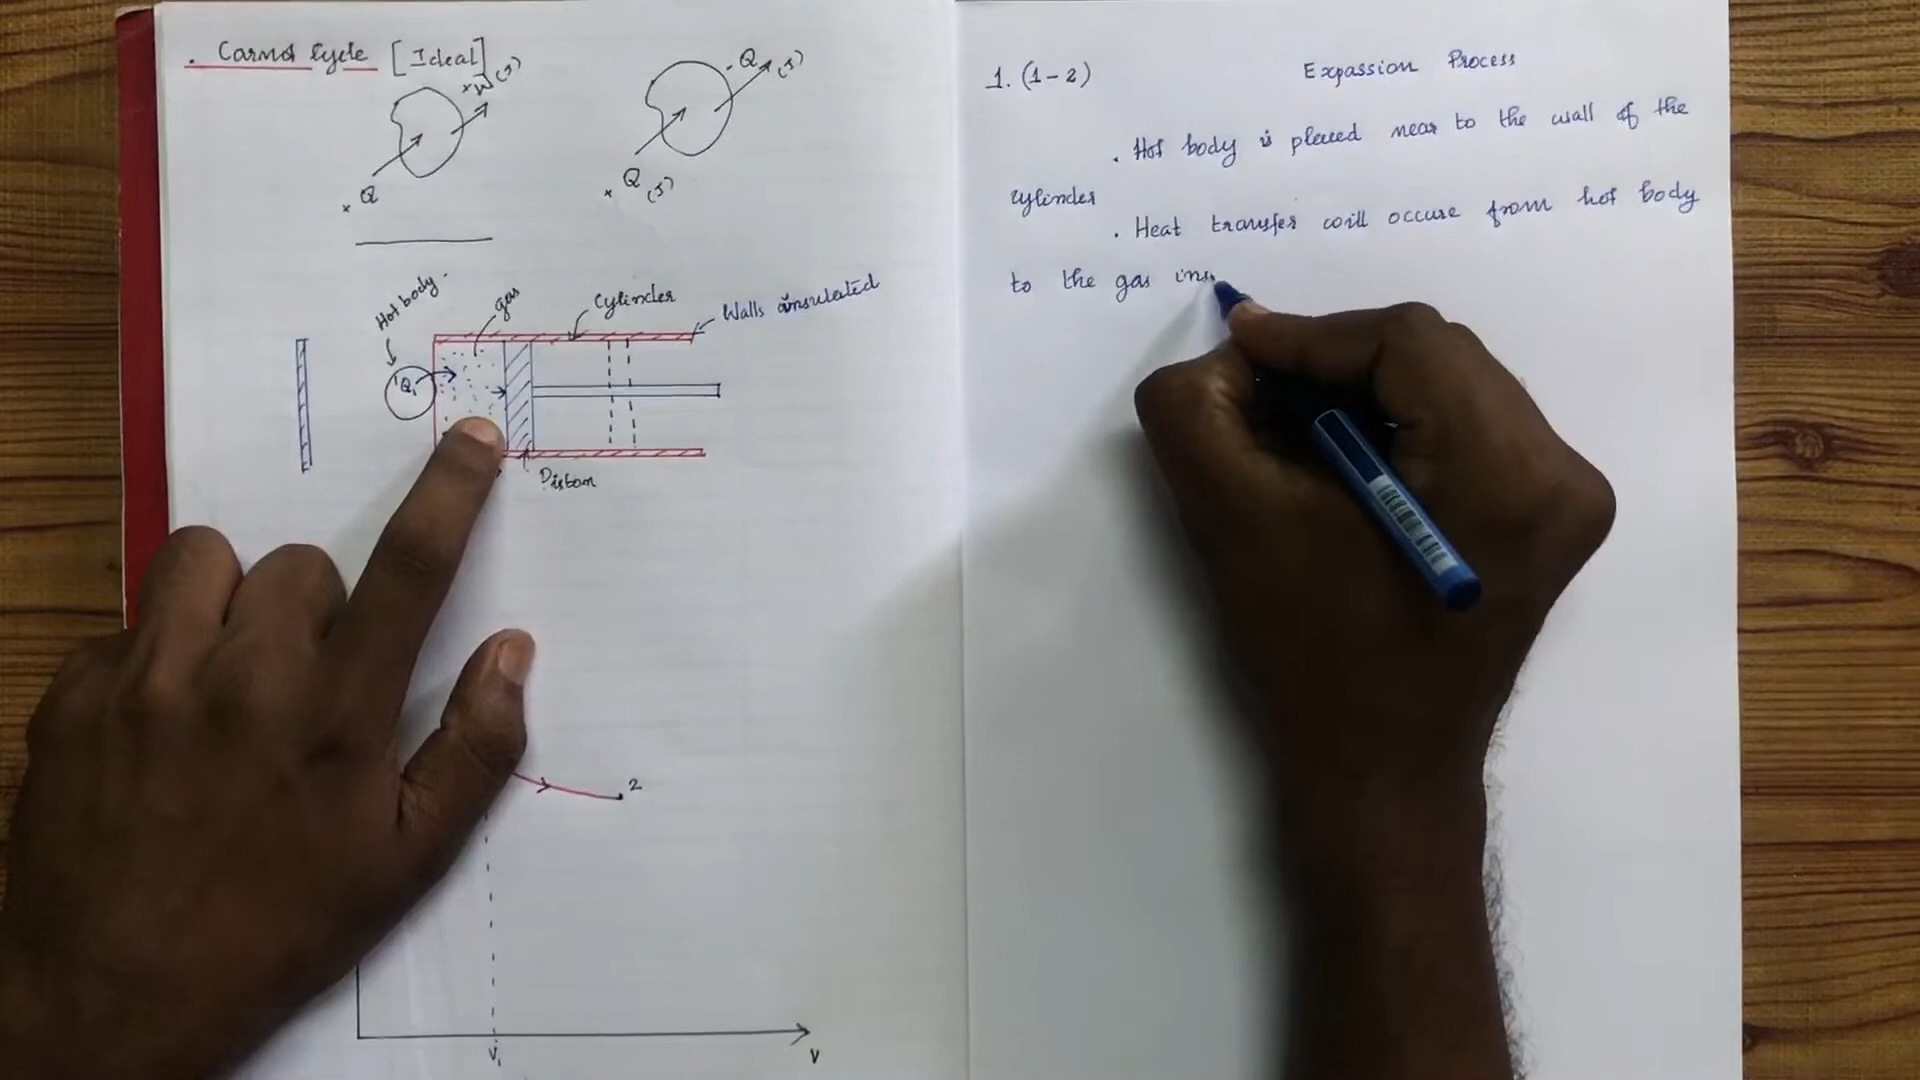 . Carnot Cycle [Ideal]
+W (J)
+ Q
- Q (J)
+ Q (J)
Hot body
gas
Cylinder
Walls insulated
Q₁
Pistom
2
V₁
V
1. (1-2) Expassion Process
. Hot body is placed near to the wall of the
cylinder
. Heat transfer will occure from hot body
to the gas ins